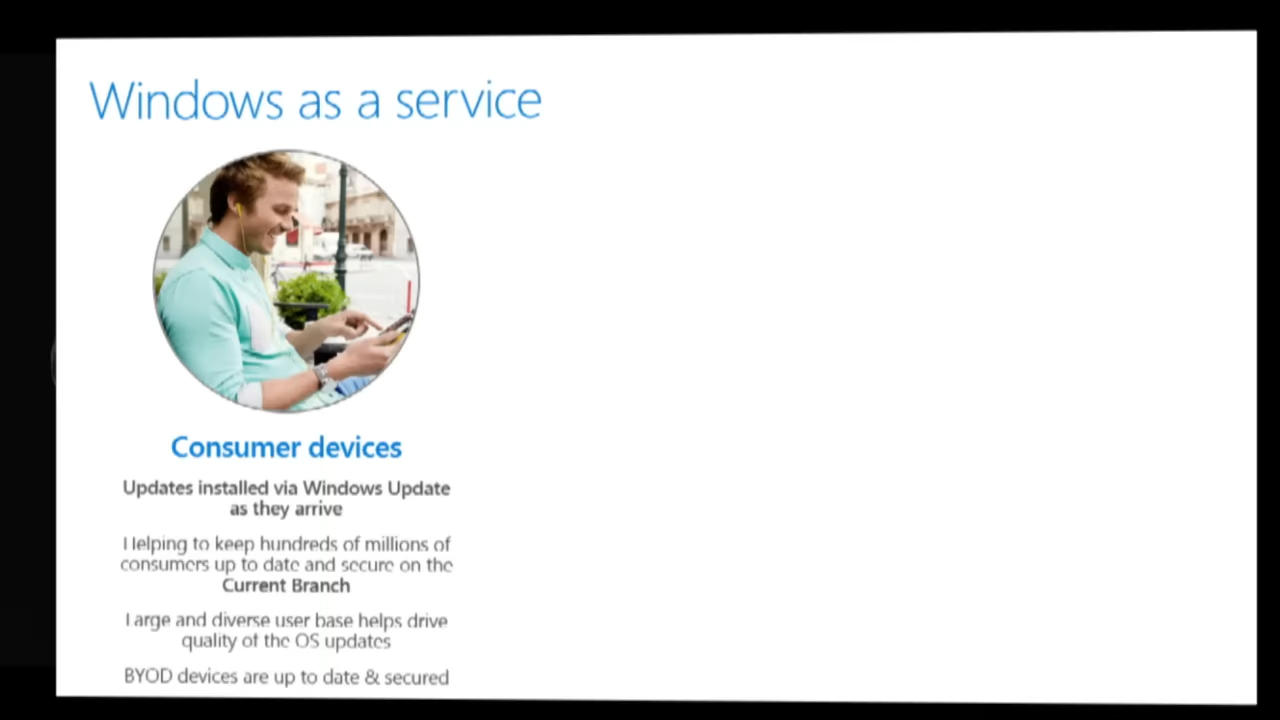 Windows as a service
Consumer devices
Updates installed via Windows Update
as they arrive
Helping to keep hundreds of millions of
consumers up to date and secure on the
Current Branch
Large and diverse user base helps drive
quality of the OS updates
BYOD devices are up to date & secured